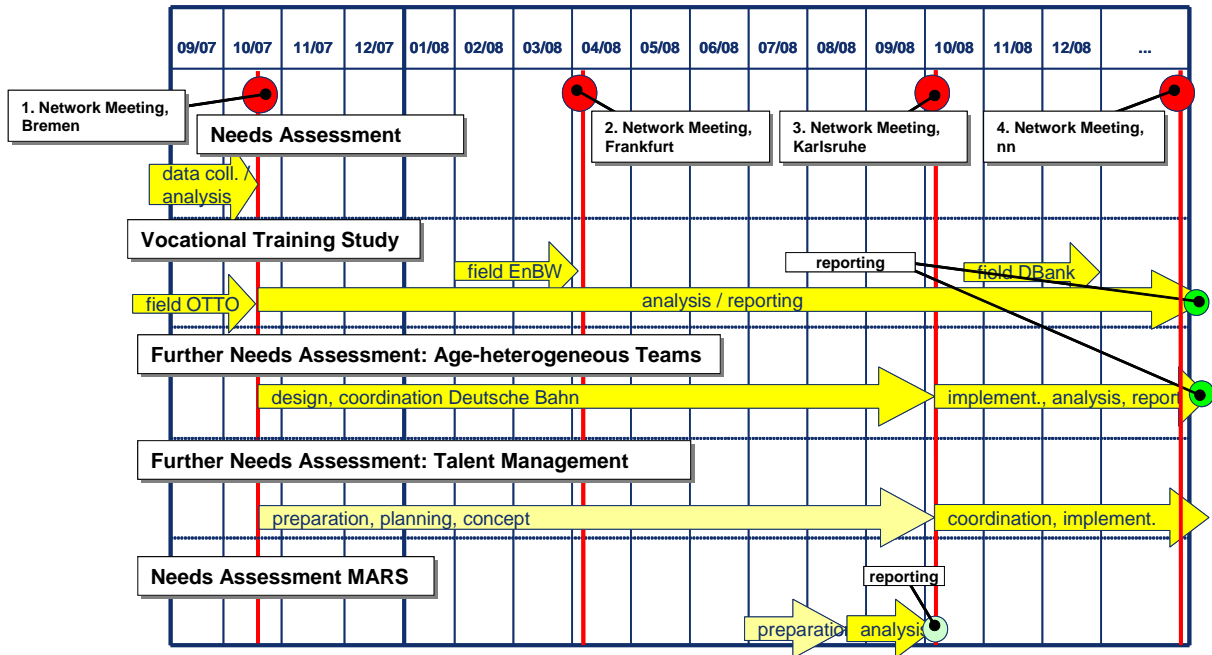 09/07 10/07 11/07 12/07 01/08 02/08 03/08 04/08 05/08 06/08 07/08 08/08 09/08 10/08 11/08 12/08 ...
1. Network Meeting,
Bremen
2. Network Meeting,
Frankfurt
3. Network Meeting,
Karlsruhe
4. Network Meeting,
nn
Needs Assessment
data coll. /
analysis
Vocational Training Study
reporting
field EnBW
field DBank
field OTTO
analysis / reporting
Further Needs Assessment: Age-heterogeneous Teams
design, coordination Deutsche Bahn
implement., analysis, report
Further Needs Assessment: Talent Management
preparation, planning, concept
coordination, implement.
Needs Assessment MARS
reporting
preparation
analysis